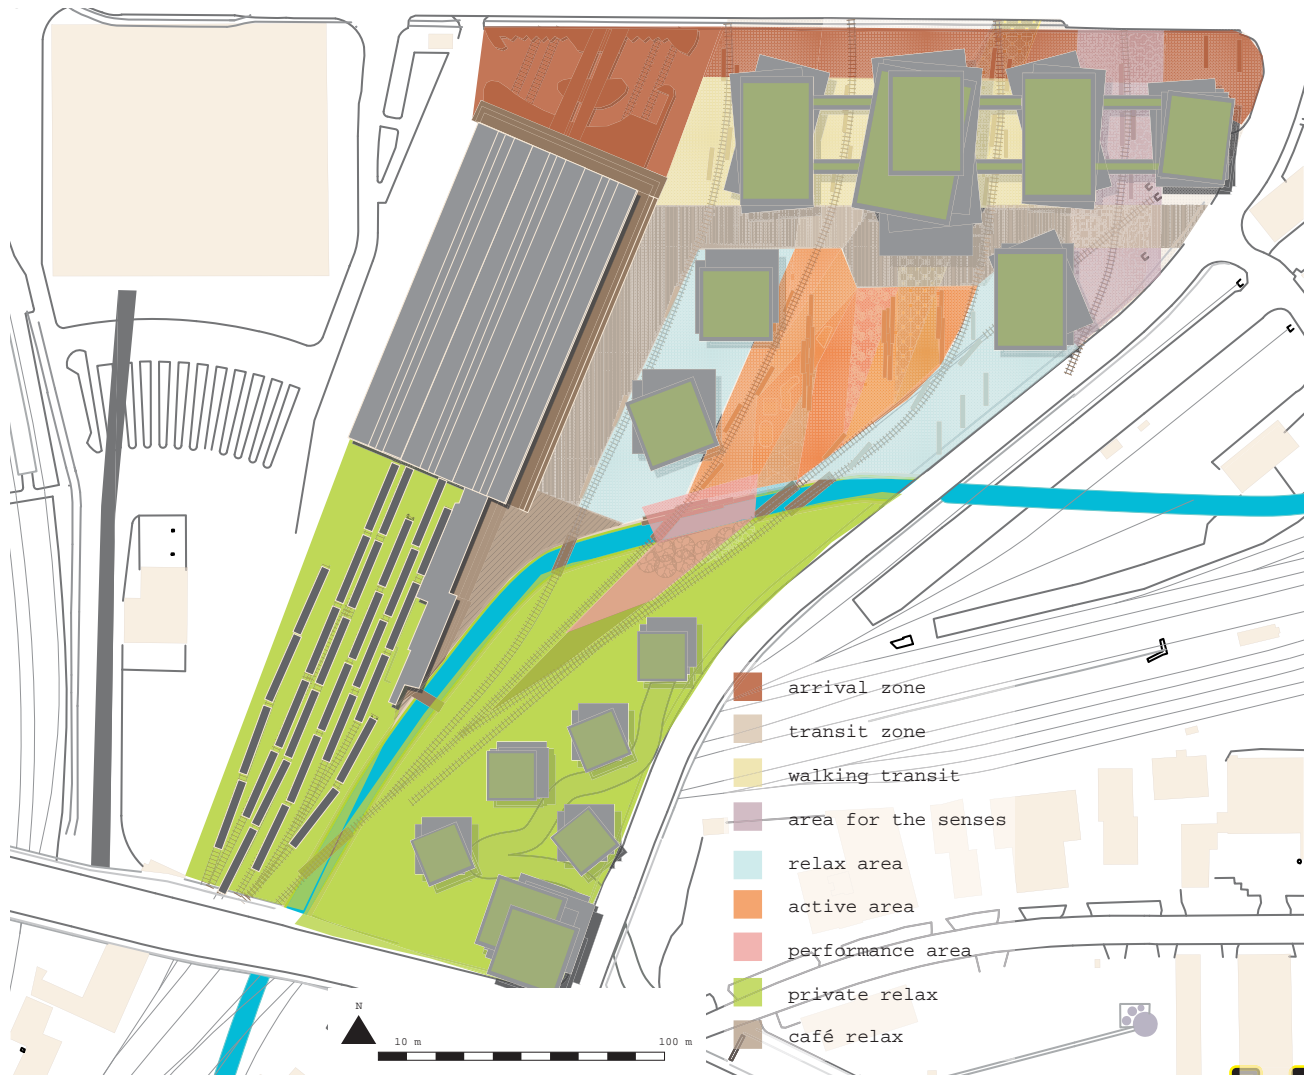 arrival zone
transit zone
walking transit
area for the senses
relax area
active area
performance area
private relax
café relax
N
10 m
100 m